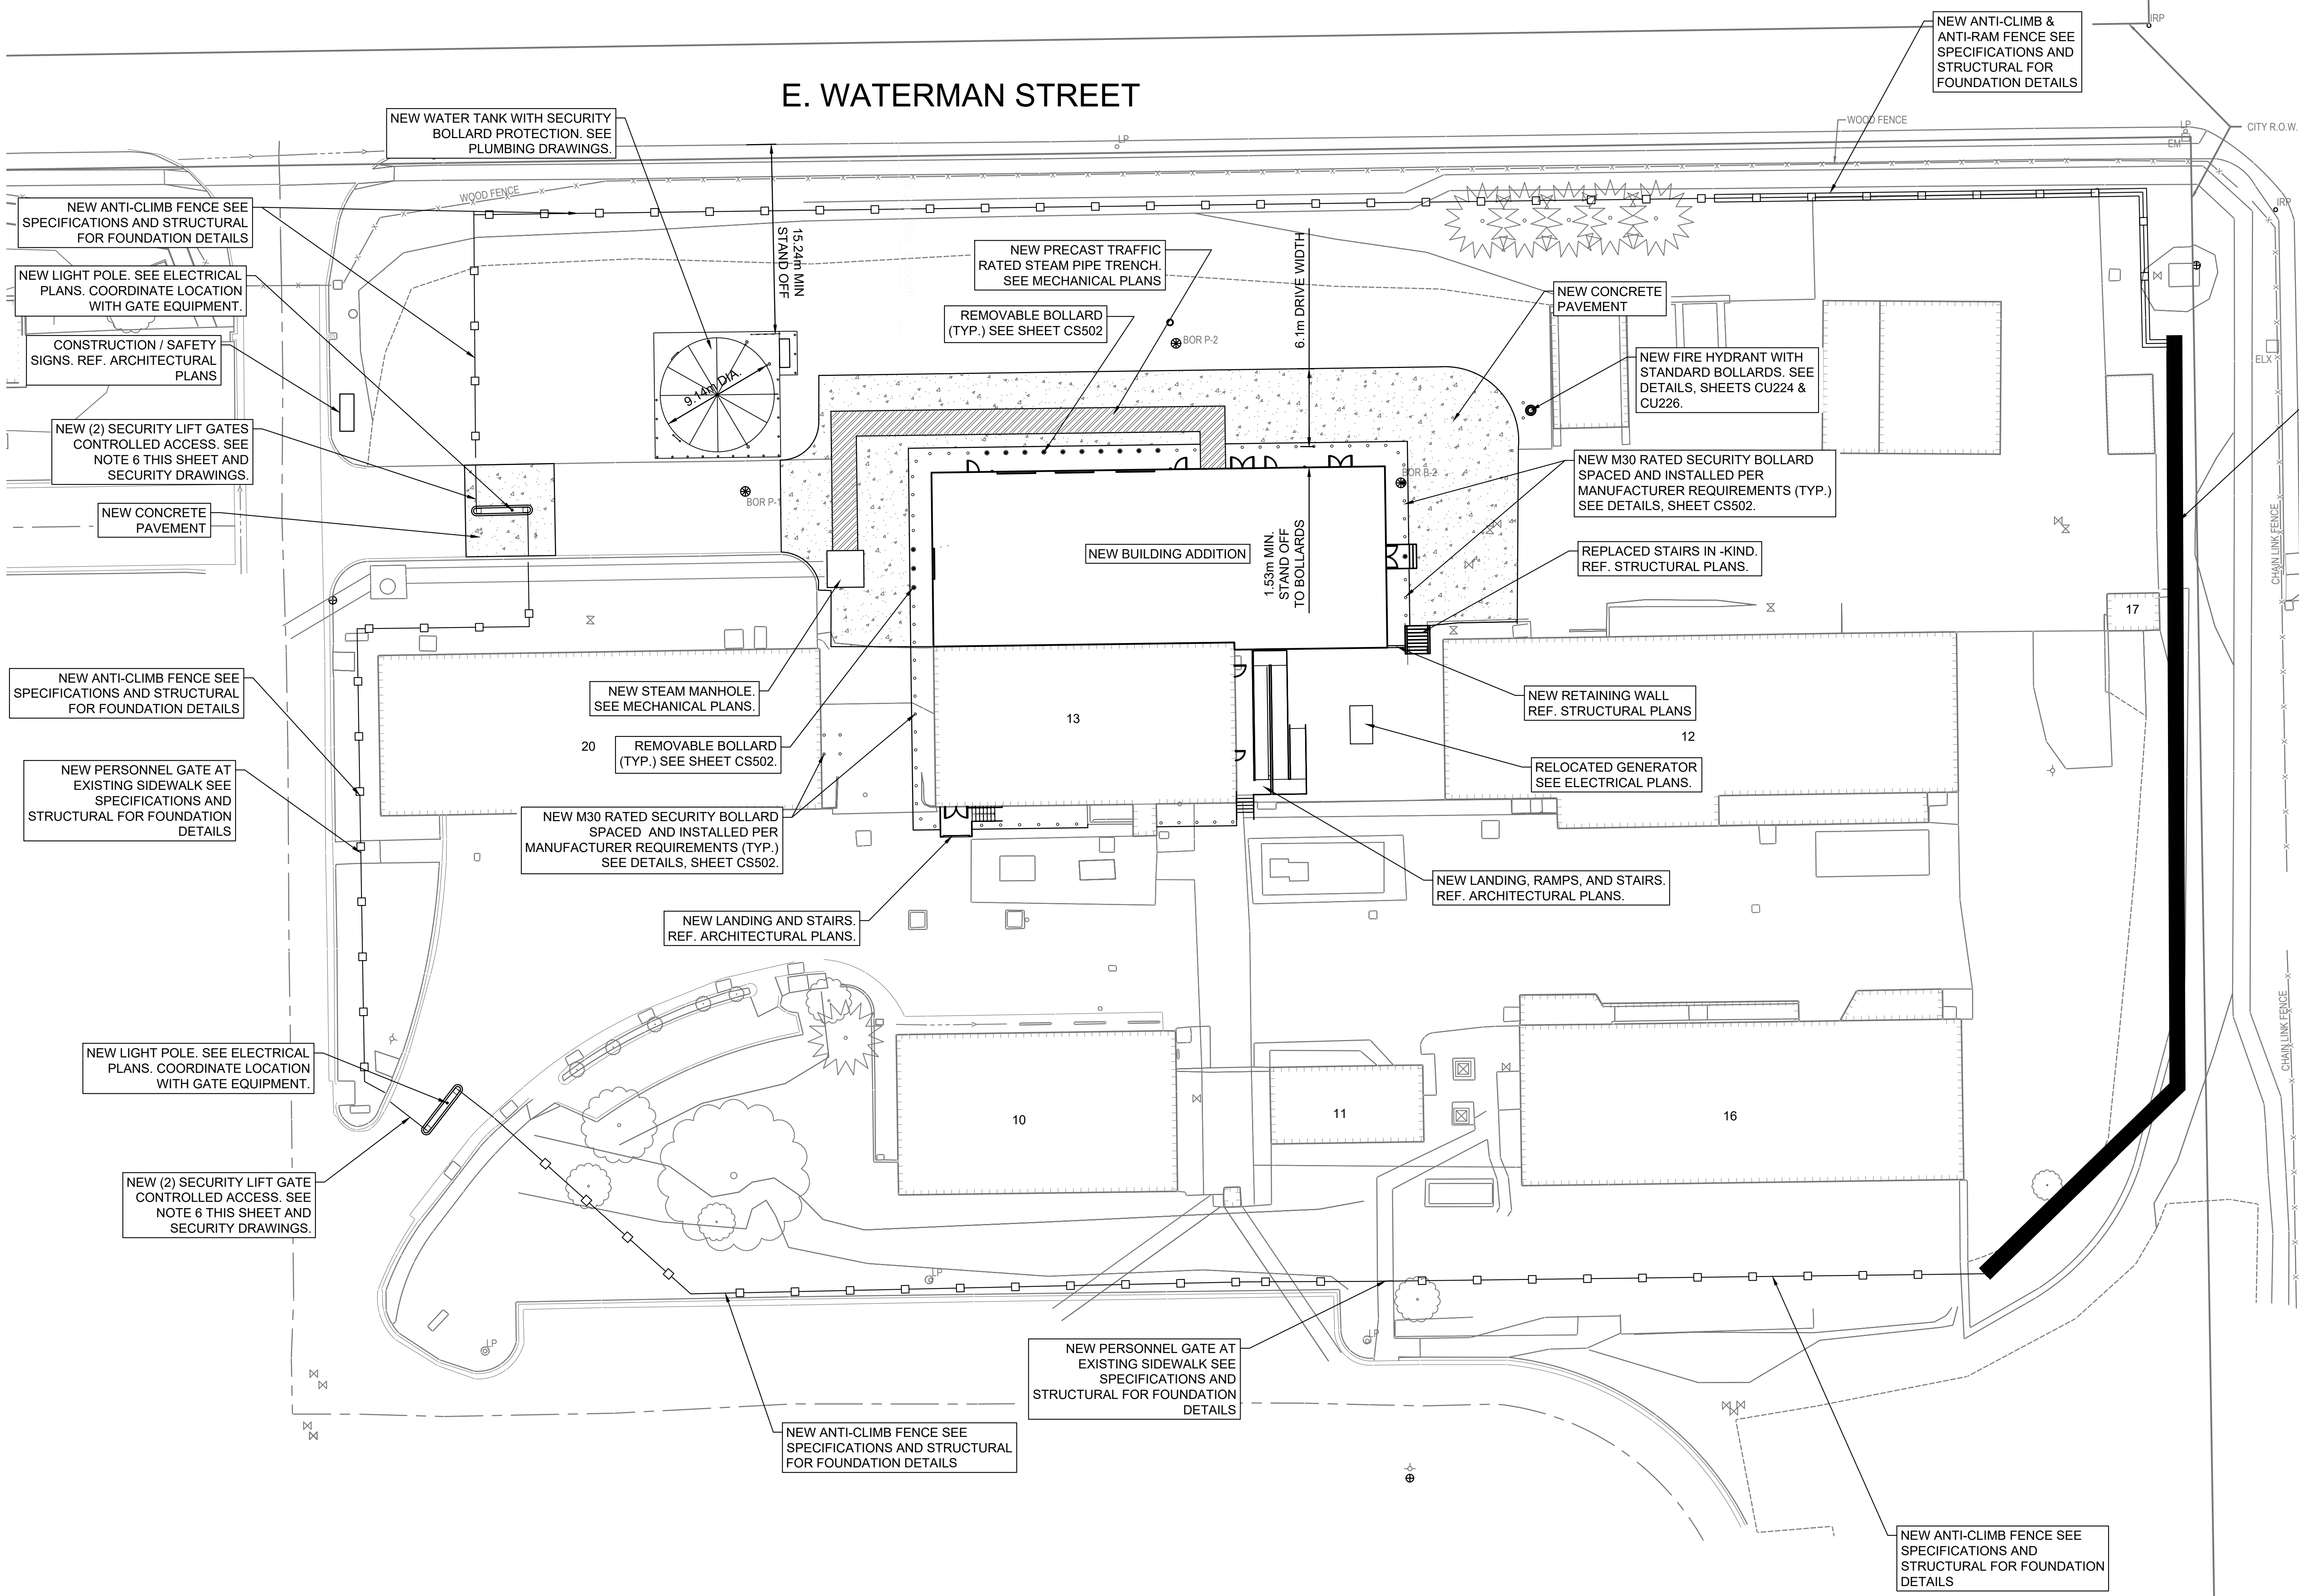 IRP
NEW ANTI-CLIMB &
ANTI-RAM FENCE SEE
SPECIFICATIONS AND
STRUCTURAL FOR
FOUNDATION DETAILS
E. WATERMAN STREET
NEW WATER TANK WITH SECURITY
BOLLARD PROTECTION. SEE
PLUMBING DRAWINGS.
LP
WOOD FENCE
LP
EM
CITY R.O.W.
WOOD FENCE
NEW ANTI-CLIMB FENCE SEE
SPECIFICATIONS AND STRUCTURAL
FOR FOUNDATION DETAILS
IRP
15.24m MIN
STAND OFF
6.1m DRIVE WIDTH
NEW PRECAST TRAFFIC
RATED STEAM PIPE TRENCH.
SEE MECHANICAL PLANS
NEW LIGHT POLE. SEE ELECTRICAL
PLANS. COORDINATE LOCATION
WITH GATE EQUIPMENT.
NEW CONCRETE
PAVEMENT
REMOVABLE BOLLARD
(TYP.) SEE SHEET CS502
BOR P-2
CONSTRUCTION / SAFETY
SIGNS. REF. ARCHITECTURAL
PLANS
NEW FIRE HYDRANT WITH
STANDARD BOLLARDS. SEE
DETAILS, SHEETS CU224 &
CU226.
ELX
9.14m DIA.
NEW (2) SECURITY LIFT GATES
CONTROLLED ACCESS. SEE
NOTE 6 THIS SHEET AND
SECURITY DRAWINGS.
NEW M30 RATED SECURITY BOLLARD
SPACED AND INSTALLED PER
MANUFACTURER REQUIREMENTS (TYP.)
SEE DETAILS, SHEET CS502.
BOR B-2
BOR P-1
NEW CONCRETE
PAVEMENT
CHAIN LINK FENCE
NEW BUILDING ADDITION
1.53m MIN.
STAND OFF
TO BOLLARDS
REPLACED STAIRS IN -KIND.
REF. STRUCTURAL PLANS.
17
NEW ANTI-CLIMB FENCE SEE
SPECIFICATIONS AND STRUCTURAL
FOR FOUNDATION DETAILS
NEW STEAM MANHOLE.
SEE MECHANICAL PLANS.
NEW RETAINING WALL
REF. STRUCTURAL PLANS
13
12
20
REMOVABLE BOLLARD
(TYP.) SEE SHEET CS502.
RELOCATED GENERATOR
SEE ELECTRICAL PLANS.
NEW PERSONNEL GATE AT
EXISTING SIDEWALK SEE
SPECIFICATIONS AND
STRUCTURAL FOR FOUNDATION
DETAILS
NEW M30 RATED SECURITY BOLLARD
SPACED AND INSTALLED PER
MANUFACTURER REQUIREMENTS (TYP.)
SEE DETAILS, SHEET CS502.
NEW LANDING, RAMPS, AND STAIRS.
REF. ARCHITECTURAL PLANS.
NEW LANDING AND STAIRS.
REF. ARCHITECTURAL PLANS.
CHAIN LINK FENCE
NEW LIGHT POLE. SEE ELECTRICAL
PLANS. COORDINATE LOCATION
WITH GATE EQUIPMENT.
10
11
16
NEW (2) SECURITY LIFT GATE
CONTROLLED ACCESS. SEE
NOTE 6 THIS SHEET AND
SECURITY DRAWINGS.
LP
LP
LP
NEW PERSONNEL GATE AT
EXISTING SIDEWALK SEE
SPECIFICATIONS AND
STRUCTURAL FOR FOUNDATION
DETAILS
NEW ANTI-CLIMB FENCE SEE
SPECIFICATIONS AND STRUCTURAL
FOR FOUNDATION DETAILS
NEW ANTI-CLIMB FENCE SEE
SPECIFICATIONS AND
STRUCTURAL FOR FOUNDATION
DETAILS